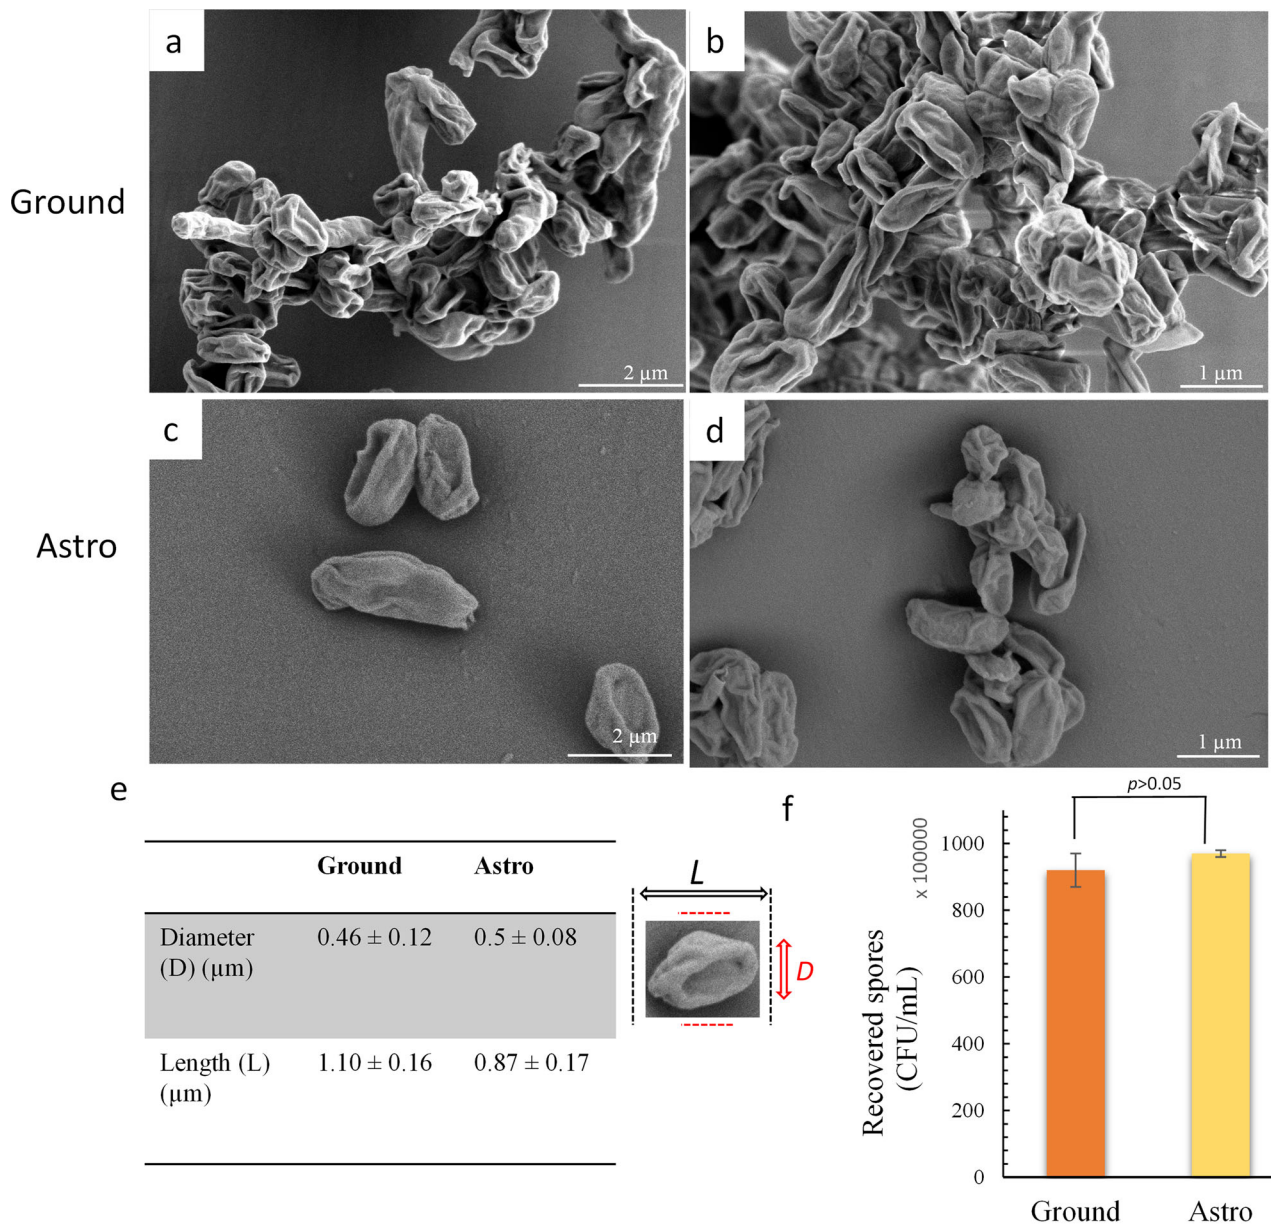 a
b
Ground
2 µm
1 µm
c
d
Astro
2 µm
1 µm
e
Ground Astro
Diameter 0.46 ± 0.12 0.5 ± 0.08
(D) (µm)
Length (L) 1.10 ± 0.16 0.87 ± 0.17
(µm)
L
D
f
p>0.05
x 100000
Recovered spores
(CFU/mL)
1000
800
600
400
200
0
Ground Astro